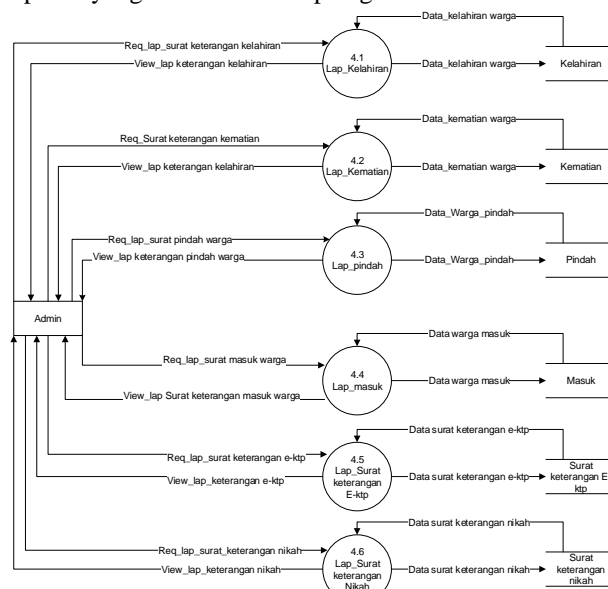 Data_kelahiran warga
Req_lap_surat keterangan kelahiran
View_lap keterangan kelahiran
4.1
Lap_Kelahiran
Data_kelahiran warga
Kelahiran
Data_kematian warga
Req_Surat keterangan kematian
View_lap keterangan kelahiran
4.2
Lap_Kematian
Data_kematian warga
Kematian
Data_Warga_pindah
Req_lap_surat pindah warga
View_lap keterangan pindah warga
4.3
Lap_pindah
Data_Warga_pindah
Pindah
Admin
Data warga masuk
Req_lap_surat masuk warga
View_lap Surat keterangan masuk warga
4.4
Lap_masuk
Data warga masuk
Masuk
Data surat keterangan e-ktp
Req_lap_surat keterangan e-ktp
View_lap_keterangan e-ktp
4.5
Lap_Surat
keterangan
E-ktp
Data surat keterangan e-ktp
Surat
keterangan E
ktp
Data surat keterangan nikah
Req_lap_surat_keterangan nikah
View_lap_keterangan nikah
4.6
Lap_Surat
keterangan
Nikah
Data surat keterangan nikah
Surat
keterangan
nikah